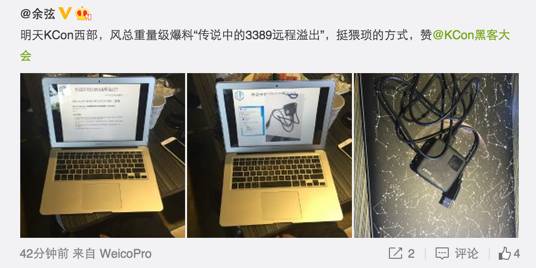 @余弦
明天KCon西部，风总重量级爆料“传说中的3389远程溢出”，挺猥琐的方式，赞@KCon黑客大
会
42分钟前 来自 WeicoPro
2
评论
4